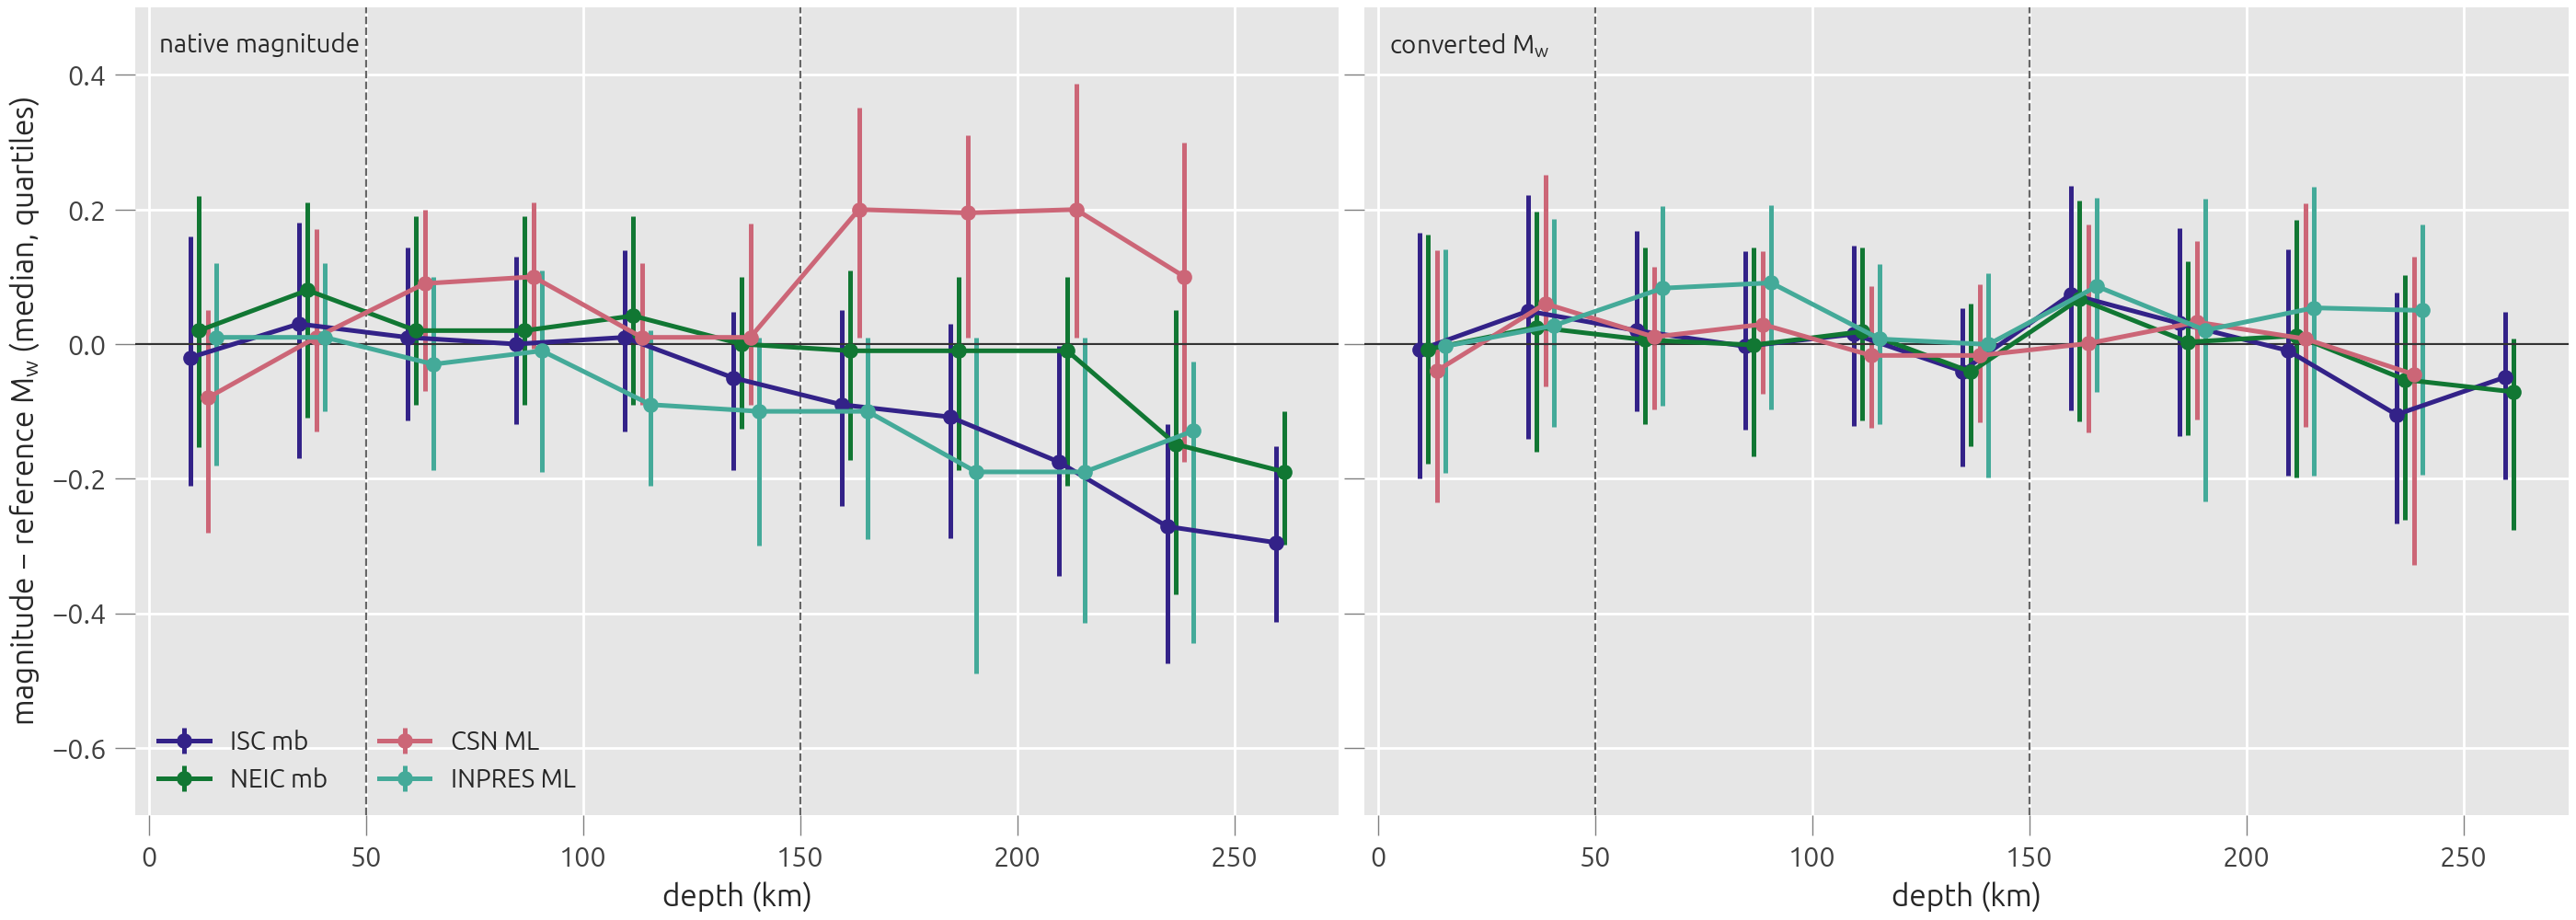 native magnitude
converted Mw
magnitude – reference Mw (median, quartiles)
0.4
0.2
0.0
−0.2
−0.4
−0.6
ISC mb
NEIC mb
CSN ML
INPRES ML
0 50 100 150 200 250
0 50 100 150 200 250
depth (km)
depth (km)